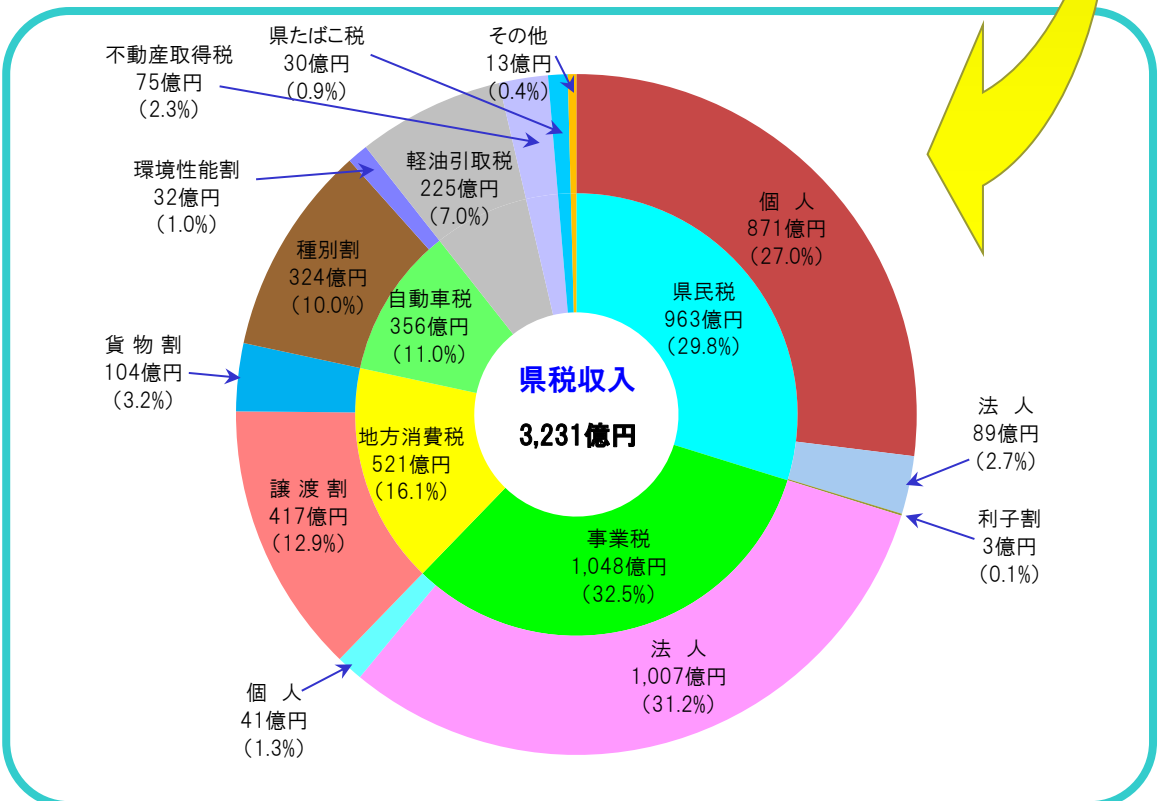 県税収入
3,231億円
県民税
963億円
(29.8%)
個 人
871億円
(27.0%)
法 人
89億円
(2.7%)
利子割
3億円
(0.1%)
事業税
1,048億円
(32.5%)
法 人
1,007億円
(31.2%)
個 人
41億円
(1.3%)
地方消費税
521億円
(16.1%)
譲 渡 割
417億円
(12.9%)
貨 物 割
104億円
(3.2%)
自動車税
356億円
(11.0%)
種別割
324億円
(10.0%)
環境性能割
32億円
(1.0%)
軽油引取税
225億円
(7.0%)
不動産取得税
75億円
(2.3%)
県たばこ税
30億円
(0.9%)
その他
13億円
(0.4%)